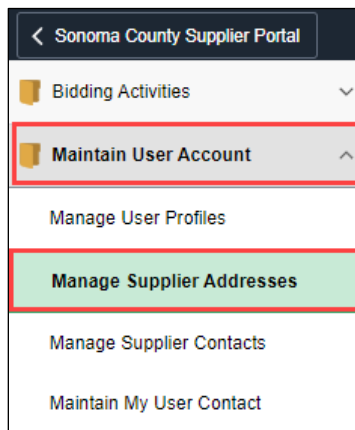 Sonoma County Supplier Portal
Bidding Activities
Maintain User Account
Manage User Profiles
Manage Supplier Addresses
Manage Supplier Contacts
Maintain My User Contact